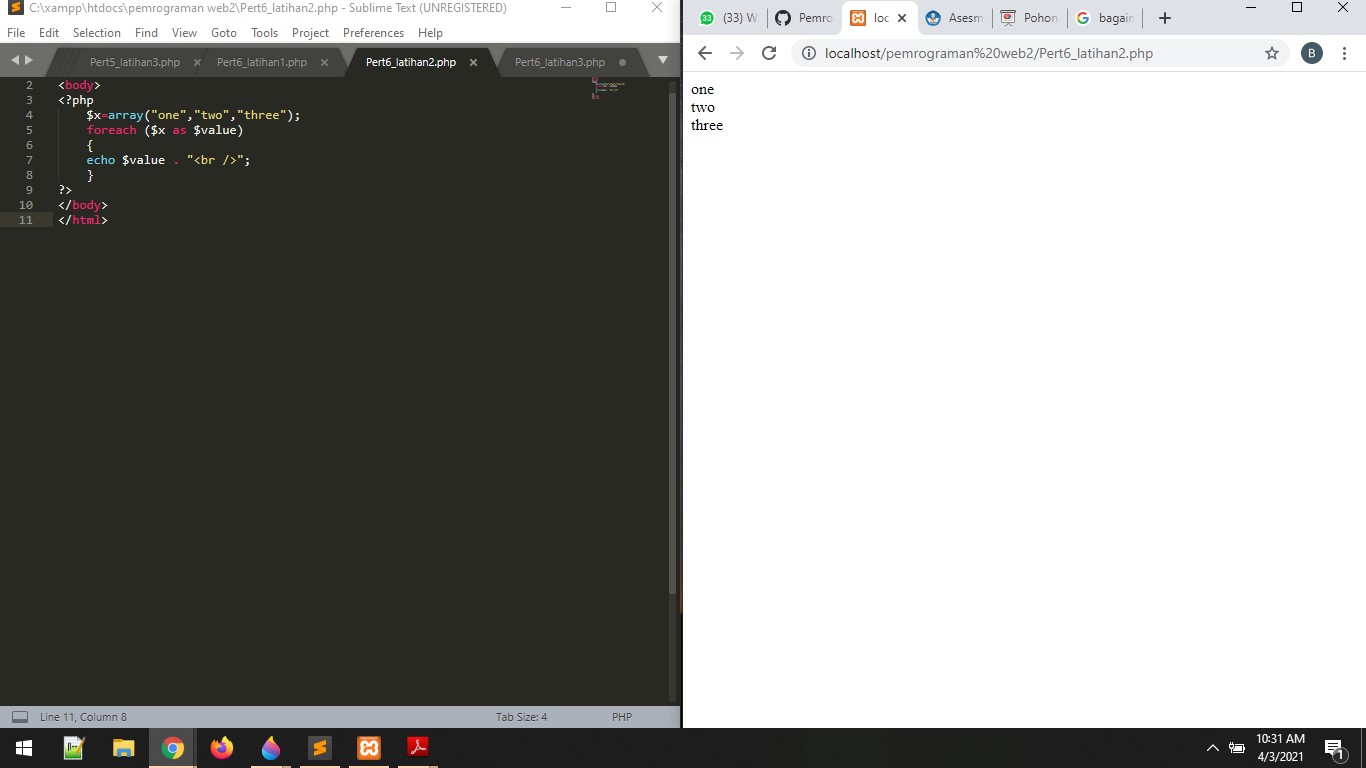 C:\xampp\htdocs\pemrograman web2\Pert6_latihan2.php - Sublime Text (UNREGISTERED)
File Edit Selection Find View Goto Tools Project Preferences Help
Pert5_latihan3.php Pert6_latihan1.php Pert6_latihan2.php Pert6_latihan3.php
2 <body>
3 <?php
4 $x=array("one","two","three");
5 foreach ($x as $value)
6 {
7 echo $value . "<br />";
8 }
9 ?>
10 </body>
11 </html>
Line 11, Column 8 Tab Size: 4 PHP
33 (33) W Pemro loc Asesm Pohon G bagair
localhost/pemrograman%20web2/Pert6_latihan2.php B
one
two
three
10:31 AM
4/3/2021
1